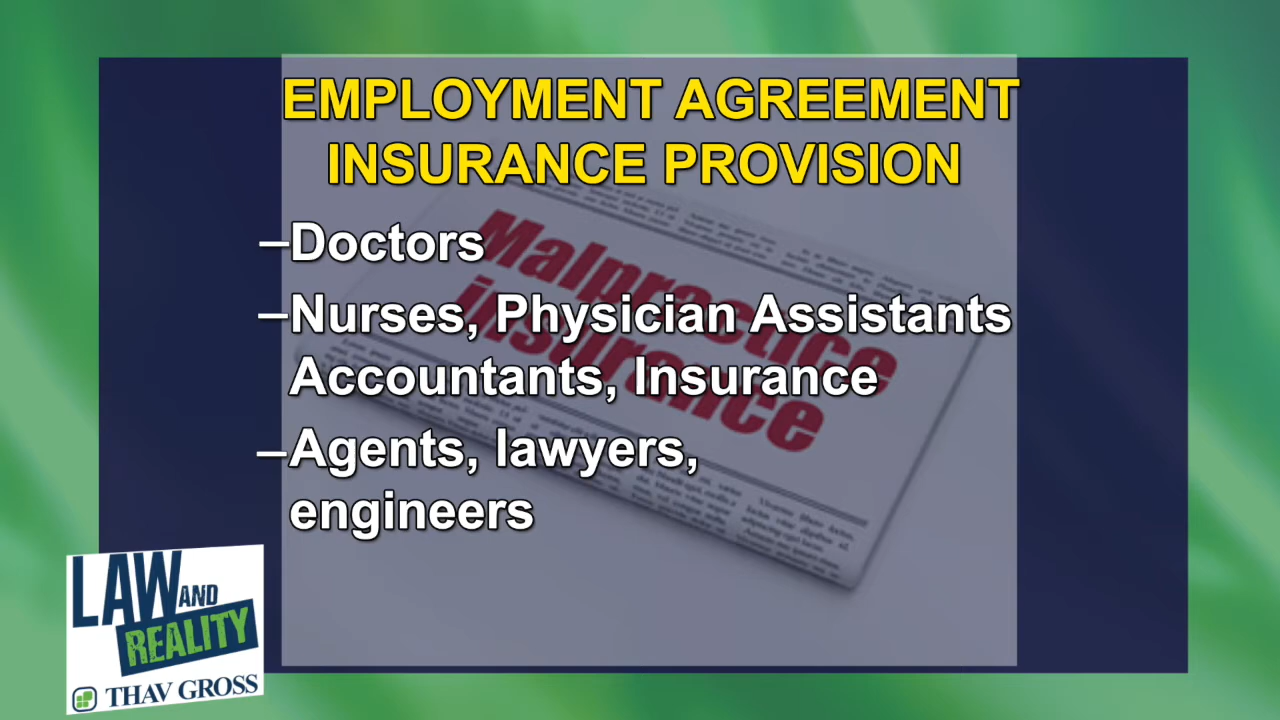 EMPLOYMENT AGREEMENT
INSURANCE PROVISION
–Doctors
–Nurses, Physician Assistants
Accountants, Insurance
–Agents, lawyers,
engineers
Malpractice
insurance
LAW AND
REALITY
THAV GROSS